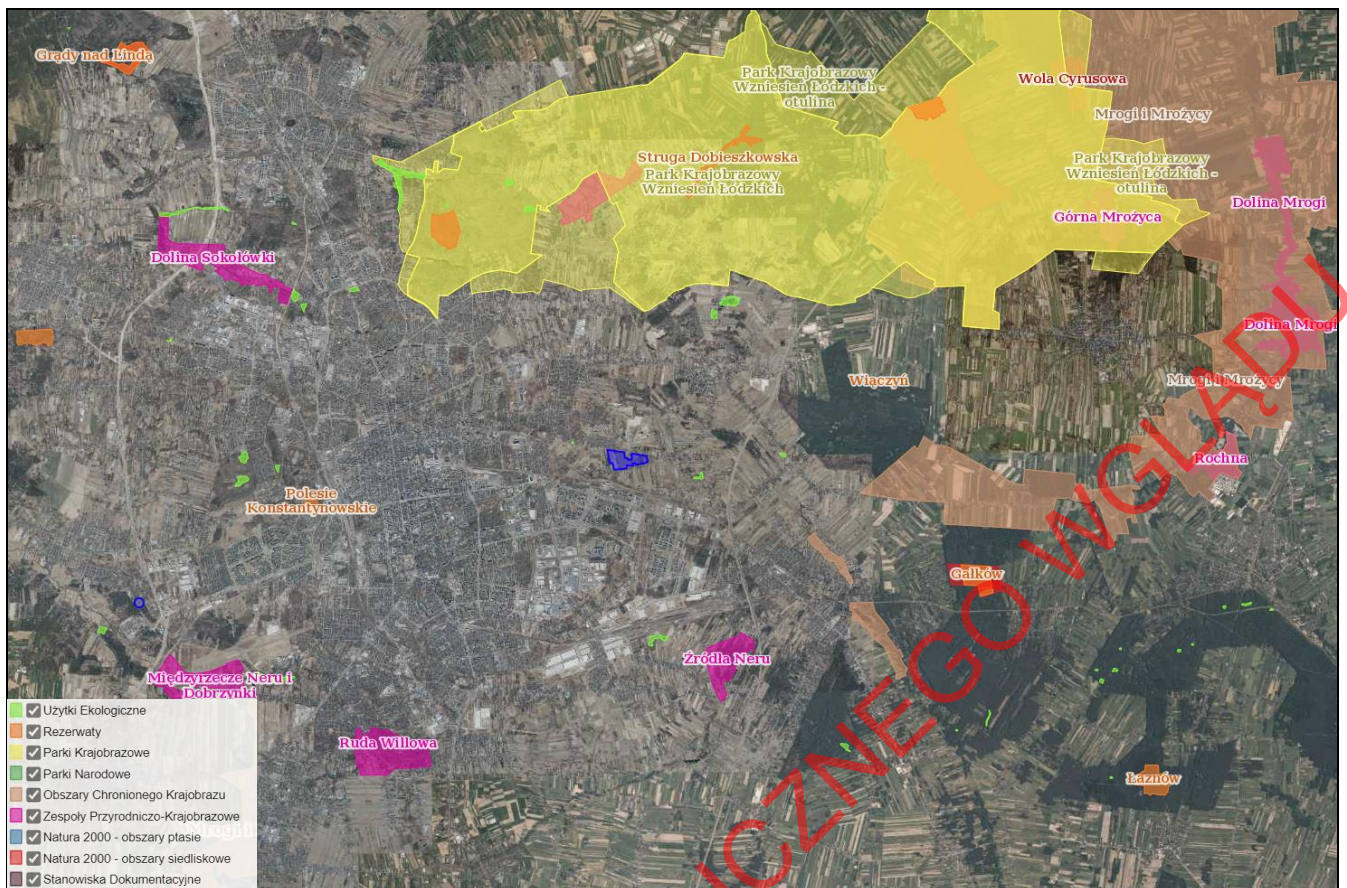 Grądy nad Lindą
Park Krajobrazowy
Wzniesień Łódzkich -
otulina
Wola Cyrusowa
Mrogi i Mrożycy
Struga Dobieszkowska
Park Krajobrazowy
Wzniesień Łódzkich
Park Krajobrazowy
Wzniesień Łódzkich -
otulina
Dolina Mrogi
Górna Mrożyca
Dolina Sokołówki
Dolina Mrogi
Wiączyń
Mrogi i Mrożycy
Rochna
Polesie
Konstantynowskie
Gałków
Źródła Neru
Międzyrzecze Neru i
Dobrzynki
Ruda Willowa
Łaznów
Użytki Ekologiczne
Rezerwaty
Parki Krajobrazowe
Parki Narodowe
Obszary Chronionego Krajobrazu
Zespoły Przyrodniczo-Krajobrazowe
Natura 2000 - obszary ptasie
Natura 2000 - obszary siedliskowe
Stanowiska Dokumentacyjne
ICZNEGO WGLĄDU